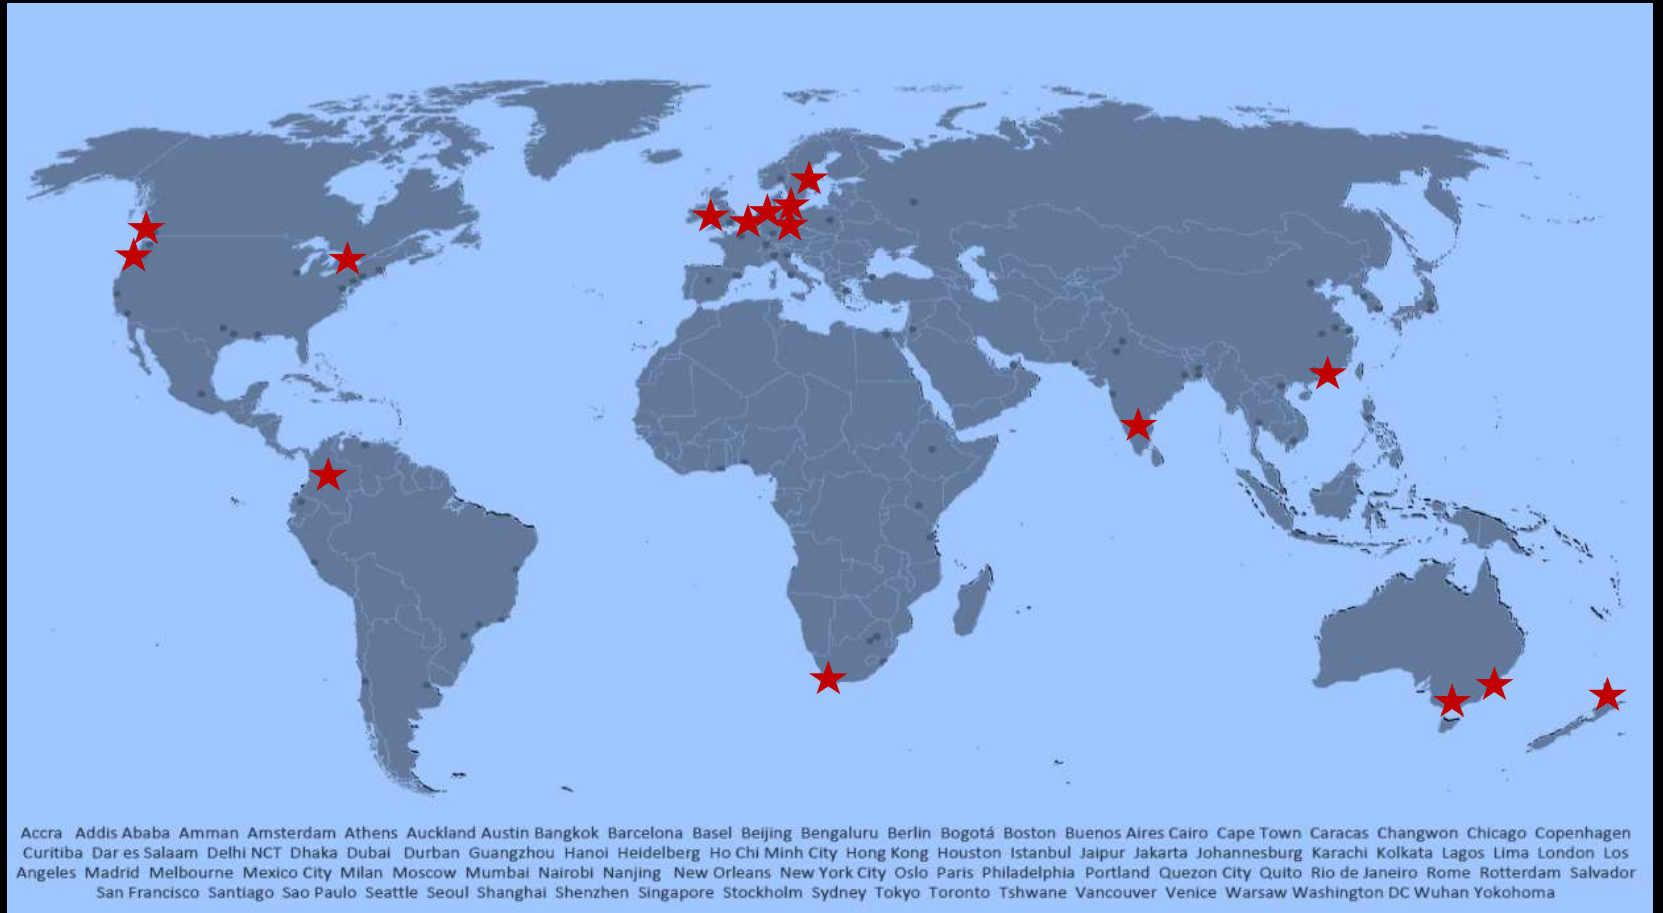 Accra Addis Ababa Amman Amsterdam Athens Auckland Austin Bangkok Barcelona Basel Beijing Bengaluru Berlin Bogotá Boston Buenos Aires Cairo Cape Town Caracas Changwon Chicago Copenhagen
Curitiba Dar es Salaam Delhi NCT Dhaka Dubai Durban Guangzhou Hanoi Heidelberg Ho Chi Minh City Hong Kong Houston Istanbul Jaipur Jakarta Johannesburg Karachi Kolkata Lagos Lima London Los
Angeles Madrid Melbourne Mexico City Milan Moscow Mumbai Nairobi Nanjing New Orleans New York City Oslo Paris Philadelphia Portland Quezon City Quito Rio de Janeiro Rome Rotterdam Salvador
San Francisco Santiago Sao Paulo Seattle Seoul Shanghai Shenzhen Singapore Stockholm Sydney Tokyo Toronto Tshwane Vancouver Venice Warsaw Washington DC Wuhan Yokohoma